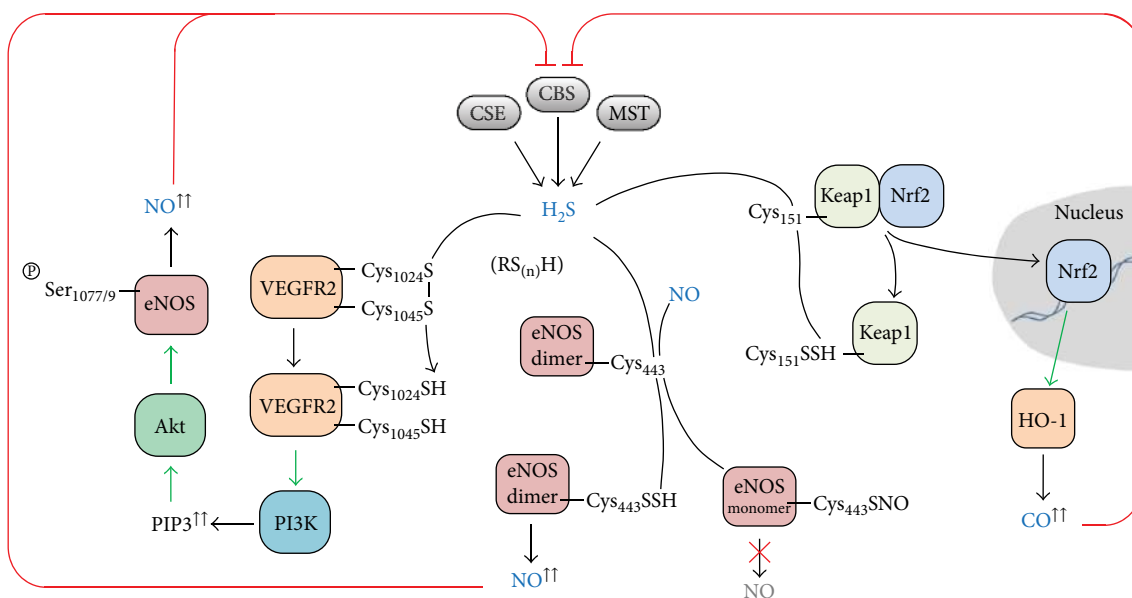 CSE
CBS
MST
H₂S
(RS₍ₙ₎H)
NO↑↑
Ⓟ
Ser₁₀₇₇/₉
eNOS
Akt
PIP3↑↑
PI3K
VEGFR2
Cys₁₀₂₄S
Cys₁₀₄₅S
VEGFR2
Cys₁₀₂₄SH
Cys₁₀₄₅SH
NO
eNOS
dimer
Cys₄₄₃
eNOS
dimer
Cys₄₄₃SSH
NO↑↑
eNOS
monomer
Cys₄₄₃SNO
NO
Cys₁₅₁
Keap1
Nrf2
Cys₁₅₁SSH
Keap1
Nucleus
Nrf2
HO-1
CO↑↑